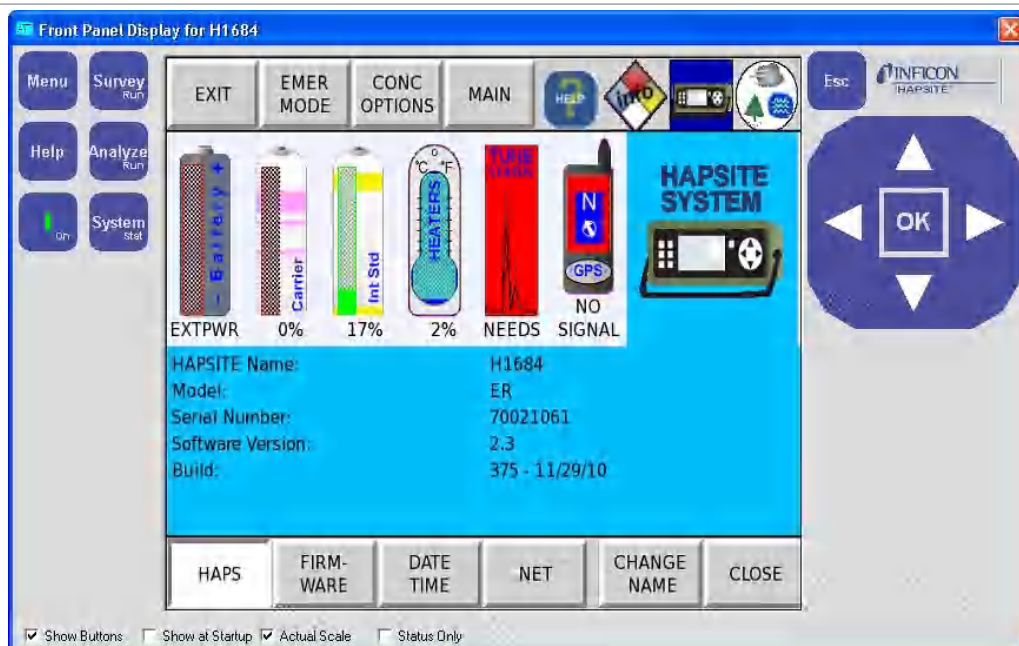 Front Panel Display for H1684
Menu
Survey
Run
Help
Analyze
Run
On
System
Stat
EXIT
EMER
MODE
CONC
OPTIONS
MAIN
HELP
info
Esc
INFICON
HAPSITE
OK
- Battery +
EXTPWR
Carrier
0%
Int Std
17%
°C °F
HEATERS
2%
TUNE
STATUS
NEEDS
N
GPS
NO
SIGNAL
HAPSITE
SYSTEM
HAPSITE Name: H1684
Model: ER
Serial Number: 70021061
Software Version: 2.3
Build: 375 - 11/29/10
HAPS
FIRM-
WARE
DATE
TIME
NET
CHANGE
NAME
CLOSE
Show Buttons Show at Startup Actual Scale Status Only